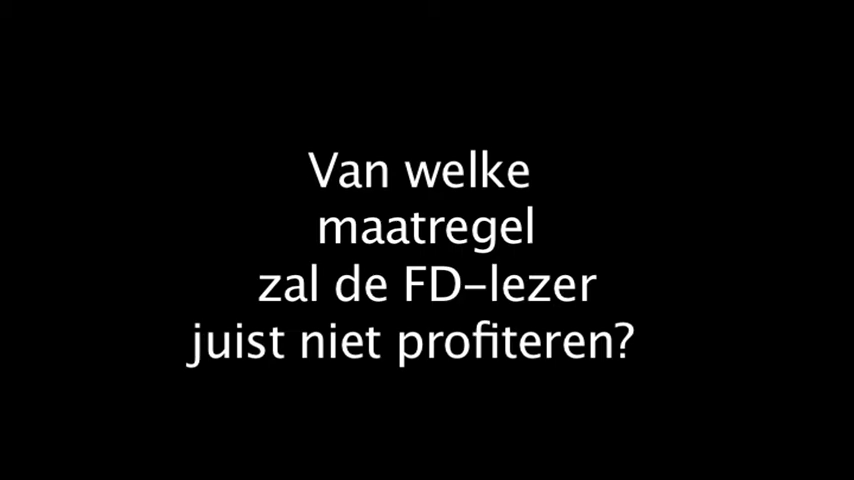 Van welke
maatregel
zal de FD-lezer
juist niet profiteren?